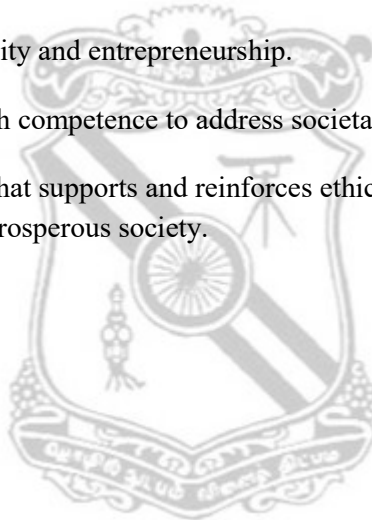 ity and entrepreneurship.
h competence to address societa
hat supports and reinforces ethic
rosperous society.